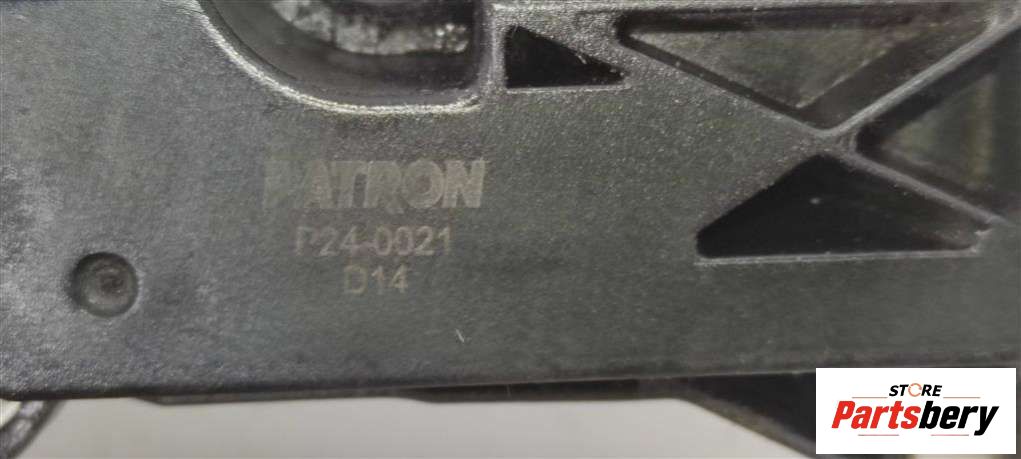 PATRON
P24-0021
D14
STORE
Partsbery